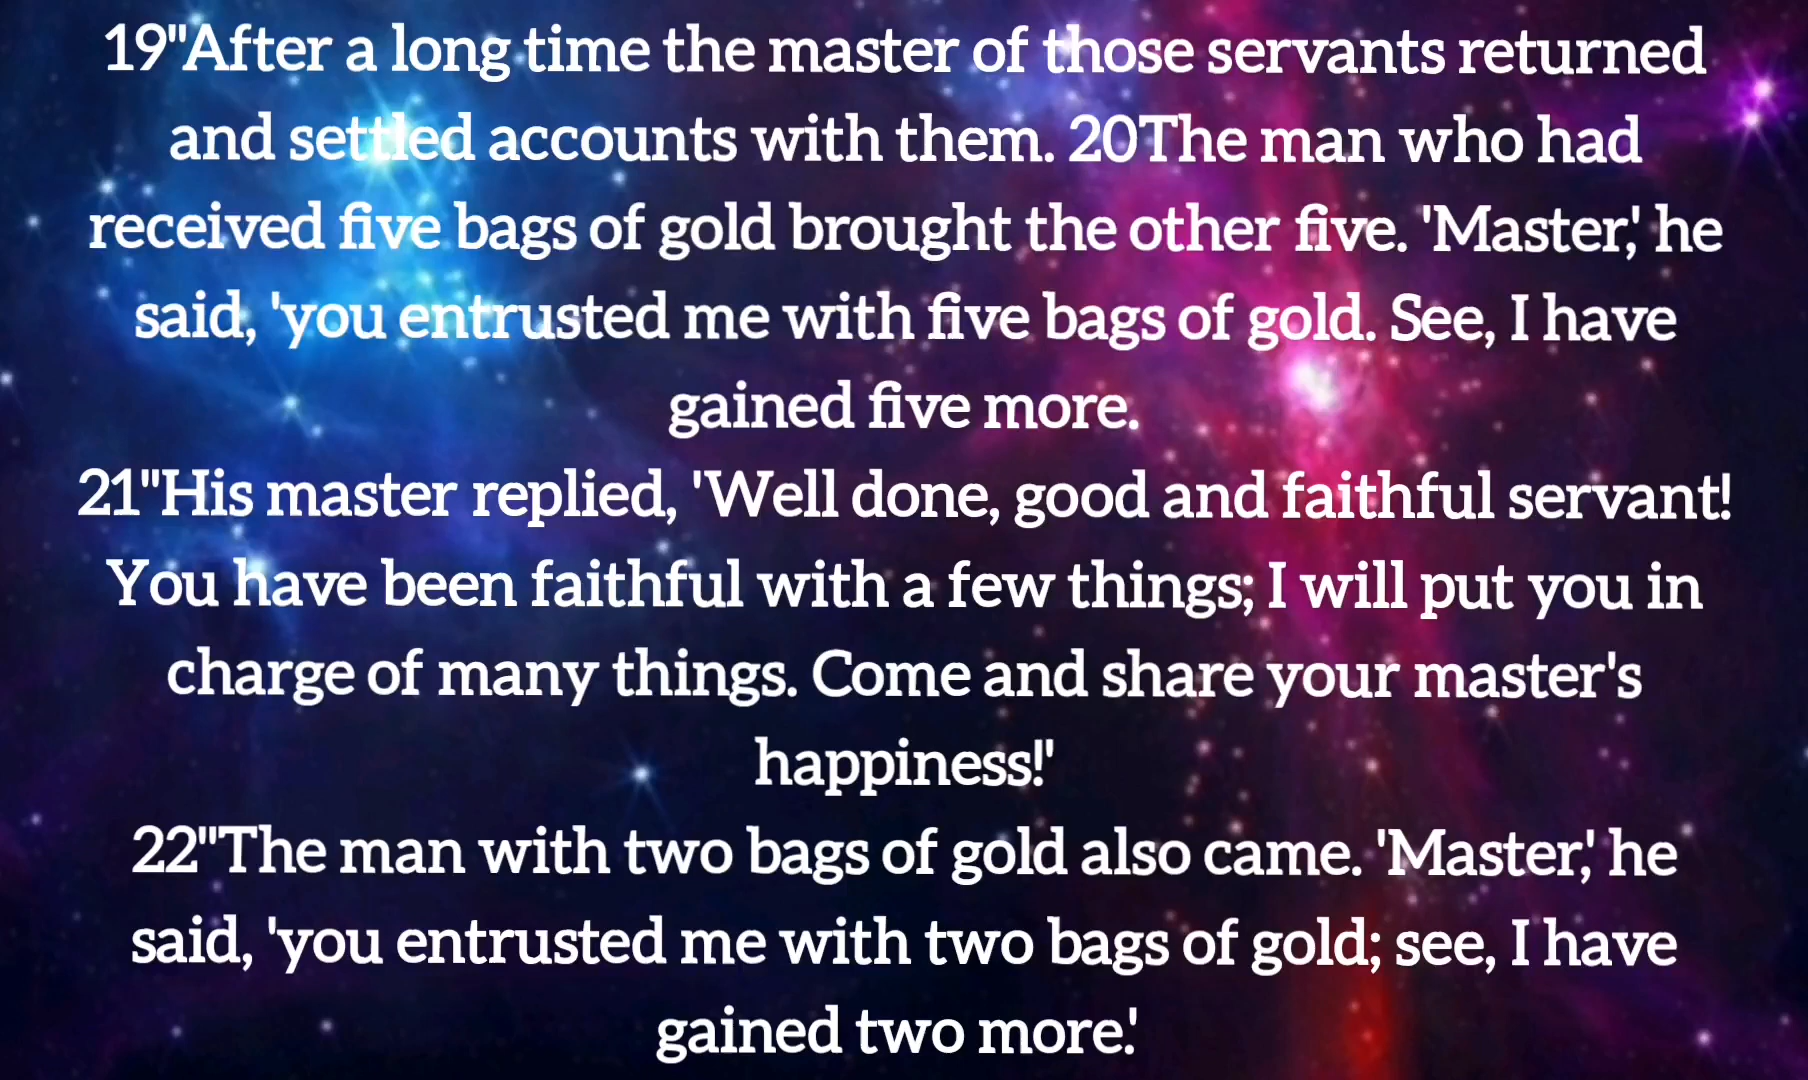 19"After a long time the master of those servants returned
and settled accounts with them. 20The man who had
received five bags of gold brought the other five. 'Master,' he
said, 'you entrusted me with five bags of gold. See, I have
gained five more.
21"His master replied, 'Well done, good and faithful servant!
You have been faithful with a few things; I will put you in
charge of many things. Come and share your master's
happiness!'
22"The man with two bags of gold also came. 'Master,' he
said, 'you entrusted me with two bags of gold; see, I have
gained two more.'